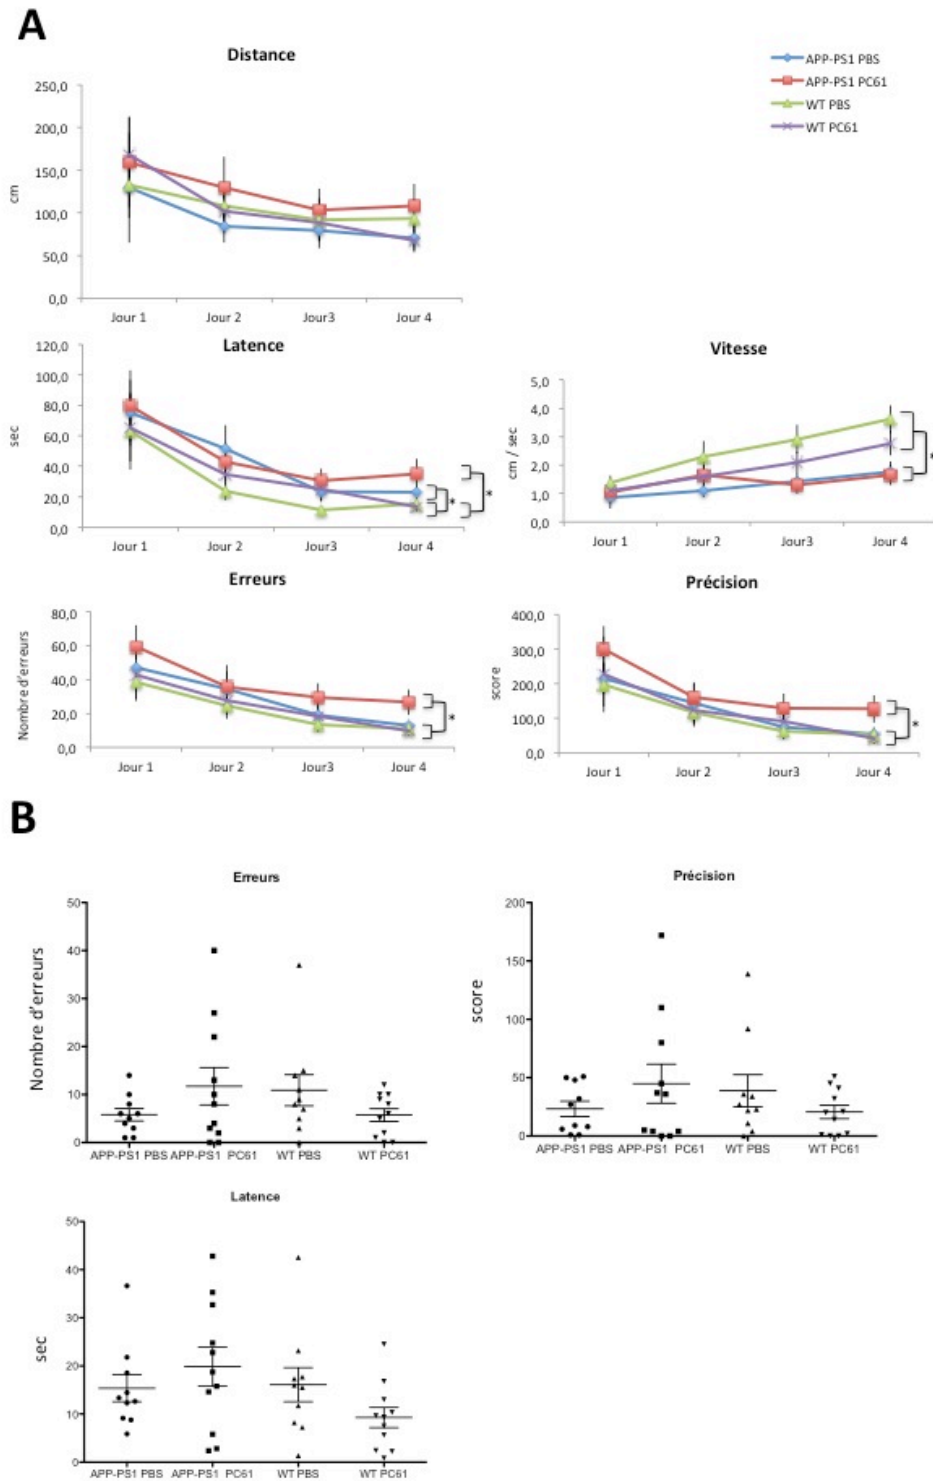 A
Distance
APP-PS1 PBS
APP-PS1 PC61
WT PBS
WT PC61
250,0
200,0
150,0
100,0
50,0
0,0
cm
Jour 1 Jour 2 Jour3 Jour 4
Latence
120,0
100,0
80,0
60,0
40,0
20,0
0,0
sec
*
*
Jour 1 Jour 2 Jour3 Jour 4
Vitesse
5,0
4,0
3,0
2,0
1,0
0,0
cm / sec
*
Jour 1 Jour 2 Jour3 Jour 4
Erreurs
80,0
60,0
40,0
20,0
0,0
Nombre d'erreurs
*
Jour 1 Jour 2 Jour3 Jour 4
Précision
400,0
300,0
200,0
100,0
0,0
score
*
Jour 1 Jour 2 Jour3 Jour 4
B
Erreurs
50
40
30
20
10
0
Nombre d'erreurs
APP-PS1 PBS APP-PS1 PC61 WT PBS WT PC61
Précision
200
150
100
50
0
score
APP-PS1 PBS APP-PS1 PC61 WT PBS WT PC61
Latence
50
40
30
20
10
0
sec
APP-PS1 PBS APP-PS1 PC61 WT PBS WT PC61